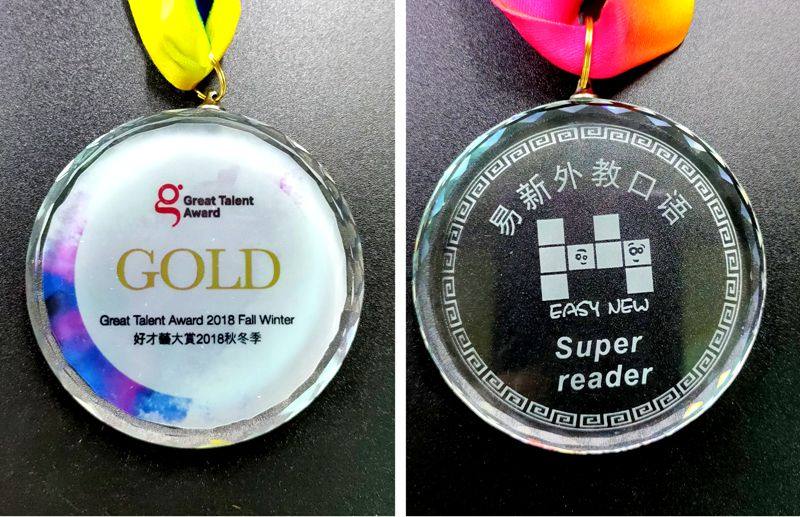 Great Talent
Award
GOLD
Great Talent Award 2018 Fall Winter
好才藝大賞2018秋冬季
易新外教口语
EASY NEW
Super
reader